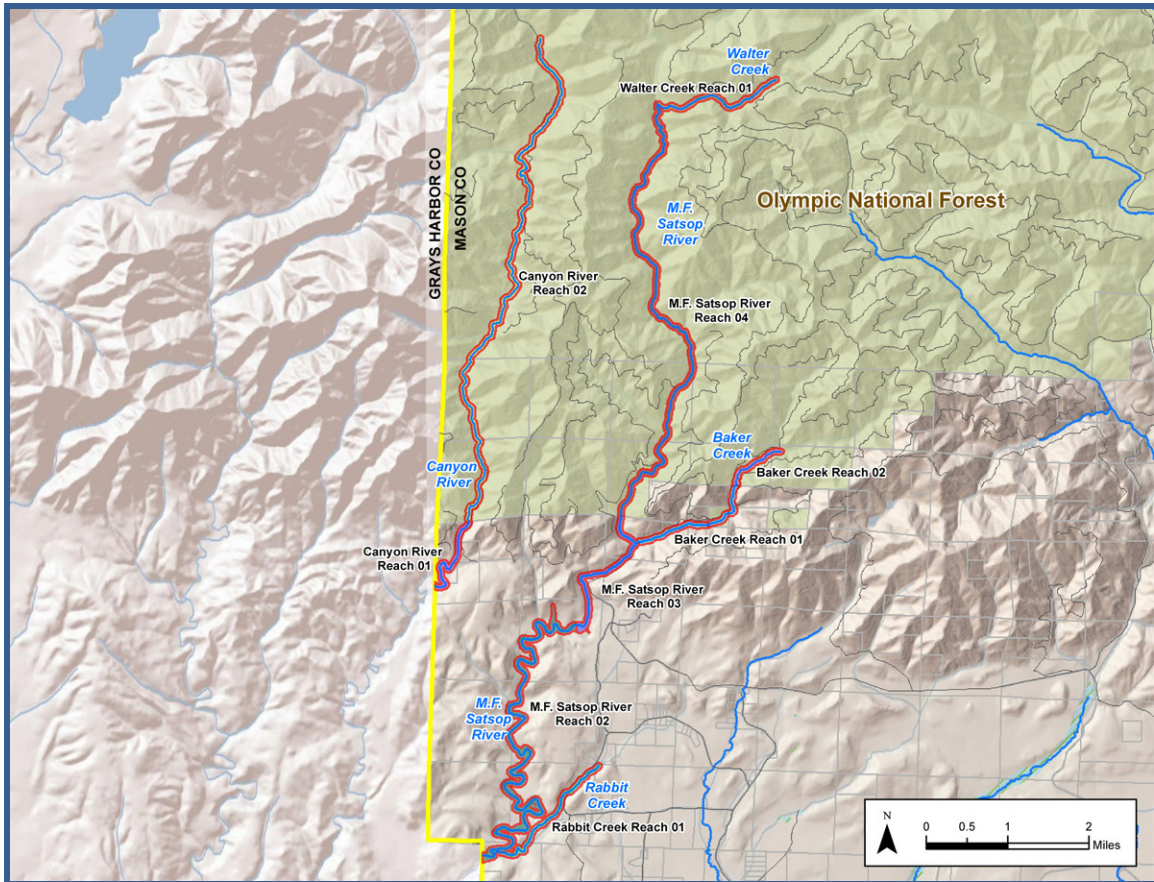 Walter
Creek
Walter Creek Reach 01
GRAYS HARBOR CO
MASON CO
Olympic National Forest
M.F.
Satsop
River
Canyon River
Reach 02
M.F. Satsop River
Reach 04
Baker
Creek
Canyon
River
Baker Creek Reach 02
Baker Creek Reach 01
Canyon River
Reach 01
M.F. Satsop River
Reach 03
M.F.
Satsop
River
M.F. Satsop River
Reach 02
Rabbit
Creek
Rabbit Creek Reach 01
N
0 0.5 1 2
Miles